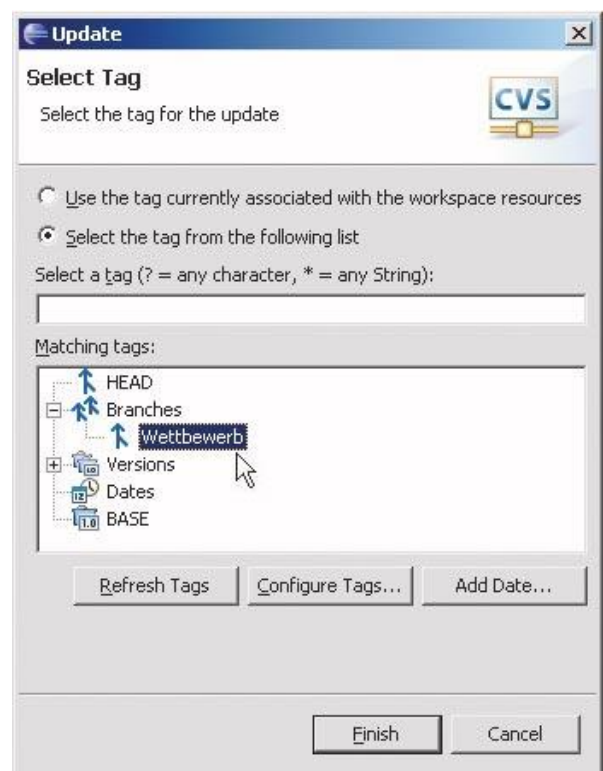 Update
Select Tag
Select the tag for the update
CVS
Use the tag currently associated with the workspace resources
Select the tag from the following list
Select a tag (? = any character, * = any String):
Matching tags:
HEAD
Branches
Wettbewerb
Versions
Dates
BASE
Refresh Tags
Configure Tags...
Add Date...
Finish
Cancel